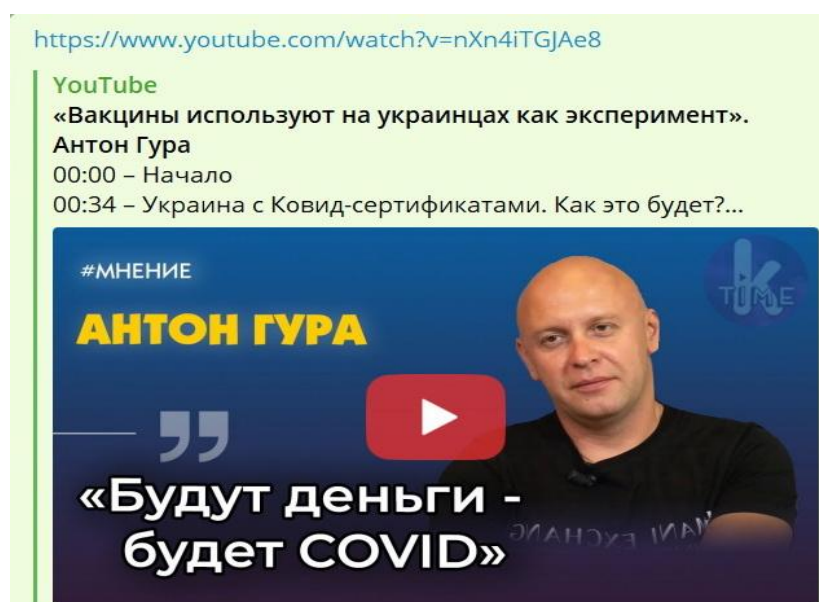 https://www.youtube.com/watch?v=nXn4iTGJAe8
YouTube
«Вакцины используют на украинцах как эксперимент».
Антон Гура
00:00 – Начало
00:34 – Украина с Ковид-сертификатами. Как это будет?...
#МНЕНИЕ
k
TIME
АНТОН ГУРА
«Будут деньги -
будет COVID»